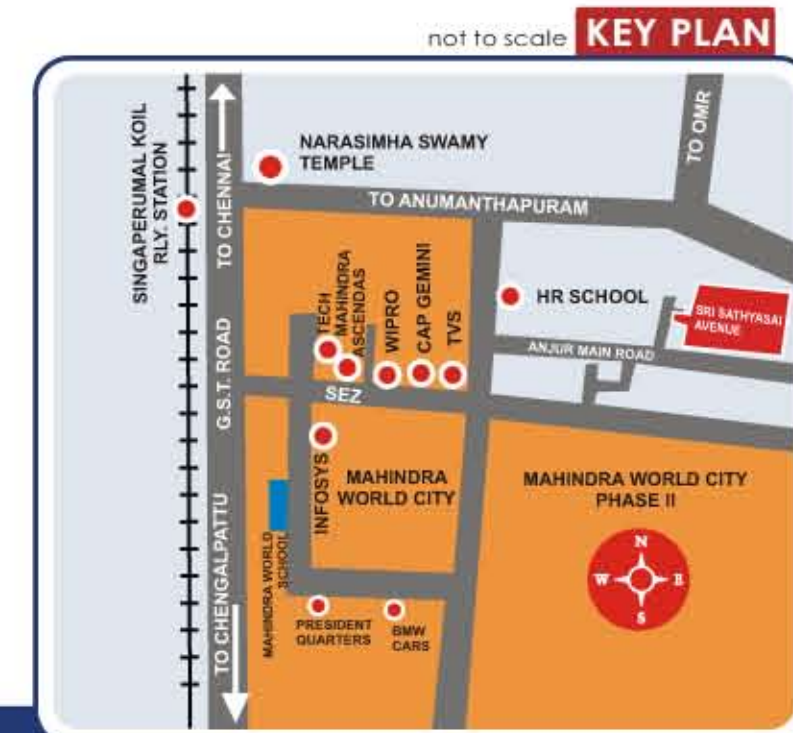 not to scale KEY PLAN
SINGAPERUMAL KOIL
RLY. STATION
TO CHENNAI
G.S.T. ROAD
TO CHENGALPATTU
NARASIMHA SWAMY
TEMPLE
TO OMR
TO ANUMANTHAPURAM
TECH
MAHINDRA
ASCENDAS
WIPRO
CAP GEMINI
TVS
HR SCHOOL
SRI SATHYASAI
AVENUE
ANJUR MAIN ROAD
SEZ
INFOSYS
MAHINDRA
WORLD CITY
MAHINDRA WORLD CITY
PHASE II
MAHINDRA WORLD
SCHOOL
PRESIDENT
QUARTERS
BMW
CARS
N
W
E
S